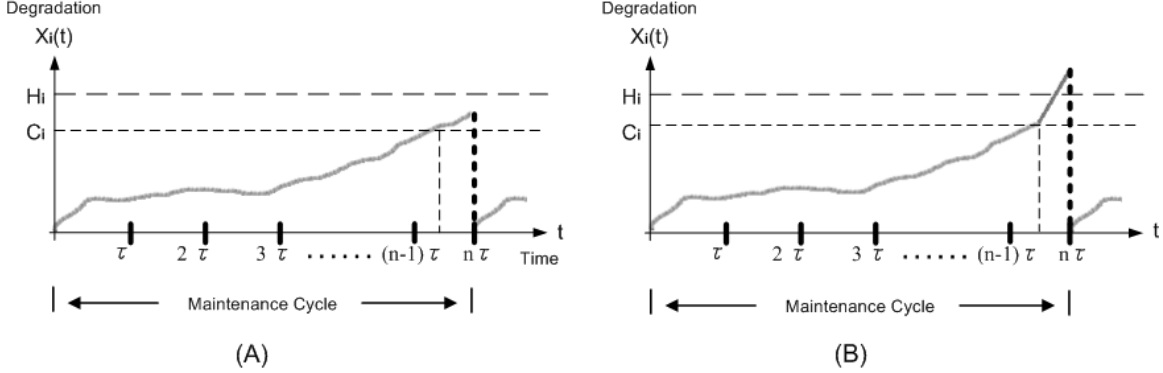 Degradation
Xi(t)
Hi
Ci
τ 2 τ 3 τ ...... (n-1) τ n τ
t
Time
Maintenance Cycle
(A)
Degradation
Xi(t)
Hi
Ci
τ 2 τ 3 τ ...... (n-1) τ n τ
t
Maintenance Cycle
(B)